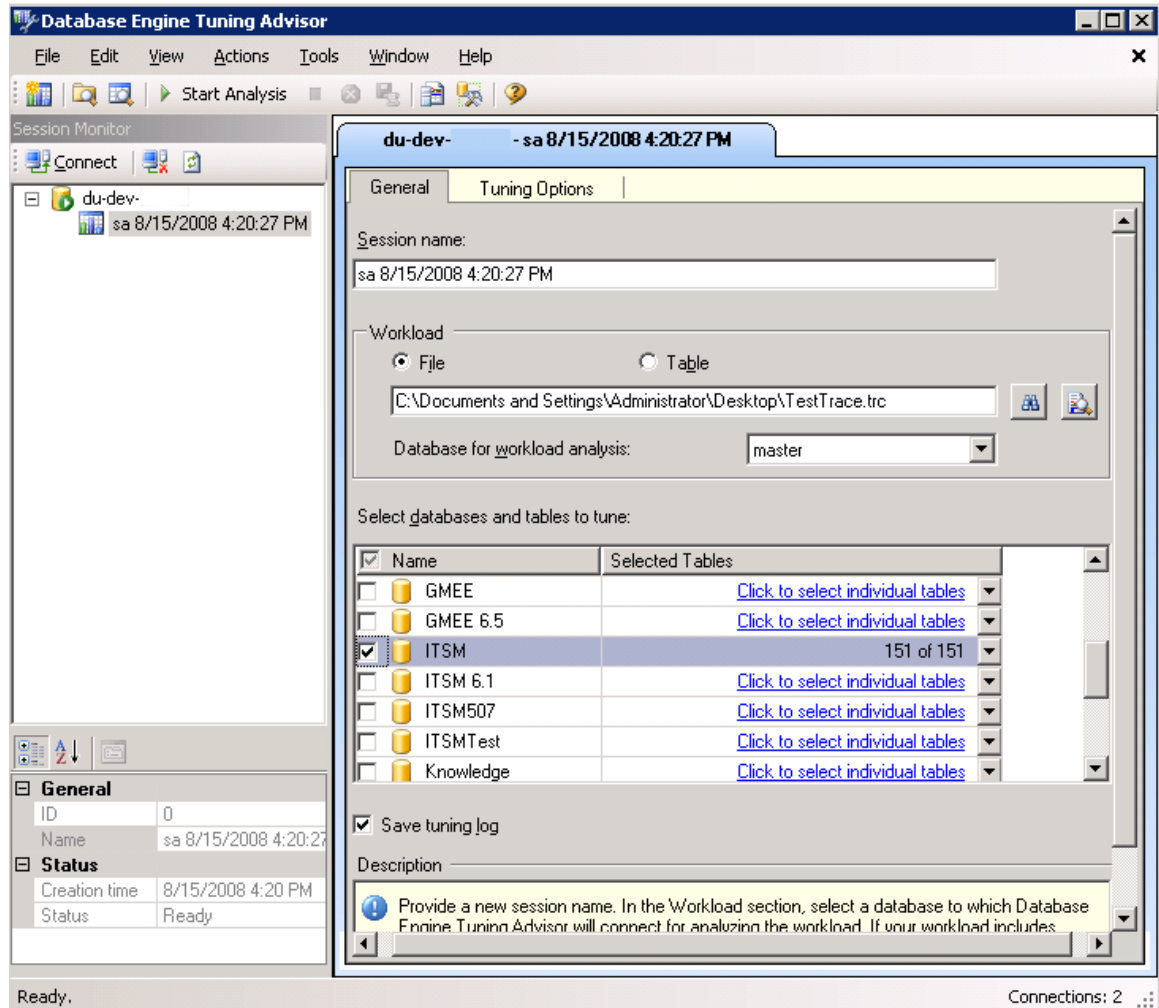 Database Engine Tuning Advisor
File Edit View Actions Tools Window Help
Start Analysis
Session Monitor
Connect
du-dev-
sa 8/15/2008 4:20:27 PM
General
ID 0
Name sa 8/15/2008 4:20:27
Status
Creation time 8/15/2008 4:20 PM
Status Ready
du-dev- - sa 8/15/2008 4:20:27 PM
General Tuning Options
Session name:
sa 8/15/2008 4:20:27 PM
Workload
File Table
C:\Documents and Settings\Administrator\Desktop\TestTrace.trc
Database for workload analysis: master
Select databases and tables to tune:
Name Selected Tables
GMEE Click to select individual tables
GMEE 6.5 Click to select individual tables
ITSM 151 of 151
ITSM 6.1 Click to select individual tables
ITSM507 Click to select individual tables
ITSMTest Click to select individual tables
Knowledge Click to select individual tables
Save tuning log
Description
Provide a new session name. In the Workload section, select a database to which Database
Engine Tuning Advisor will connect for analyzing the workload. If your workload includes
Ready. Connections: 2